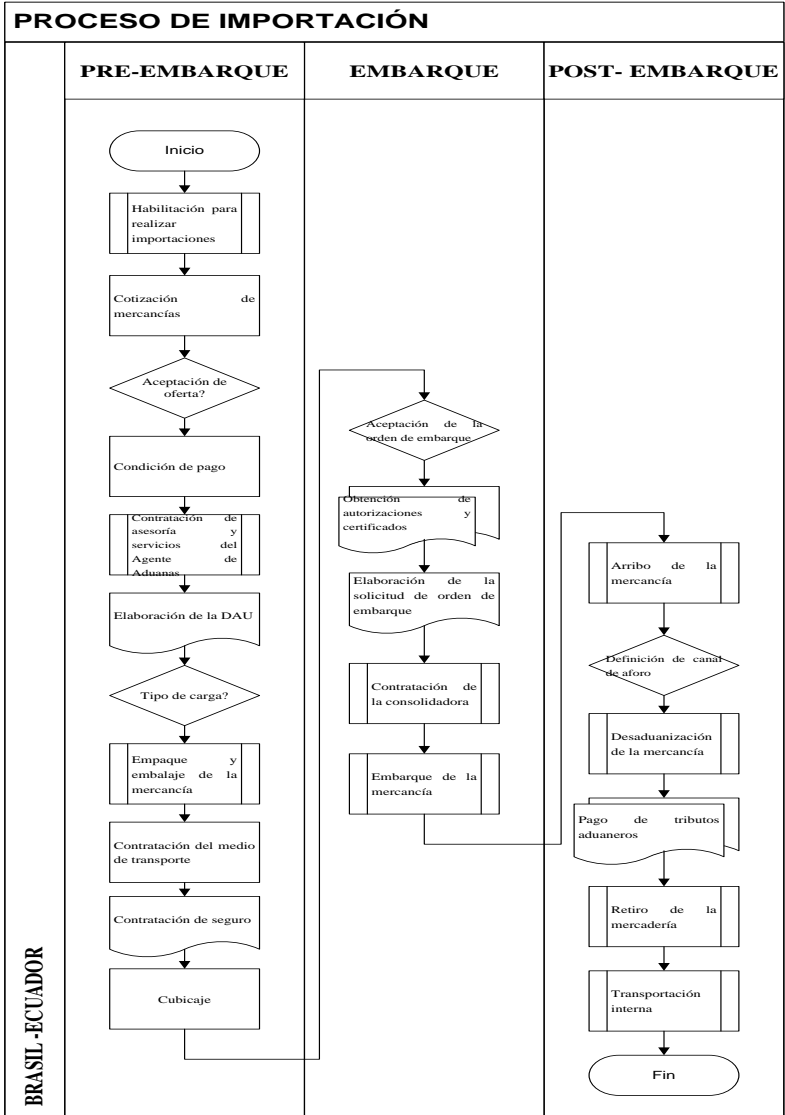 PROCESO DE IMPORTACIÓN
PRE-EMBARQUE
EMBARQUE
POST- EMBARQUE
BRASIL -ECUADOR
Inicio
Habilitación para
realizar
importaciones
Cotización de
mercancías
Aceptación de
oferta?
Condición de pago
Contratación de
asesoría y
servicios del
Agente de
Aduanas
Elaboración de la DAU
Tipo de carga?
Empaque y
embalaje de la
mercancía
Contratación del medio
de transporte
Contratación de seguro
Cubicaje
Aceptación de la
orden de embarque
Obtención de
autorizaciones y
certificados
Elaboración de la
solicitud de orden de
embarque
Contratación de
la consolidadora
Embarque de la
mercancía
Arribo de la
mercancía
Definición de canal
de aforo
Desaduanización
de la mercancía
Pago de tributos
aduaneros
Retiro de la
mercadería
Transportación
interna
Fin